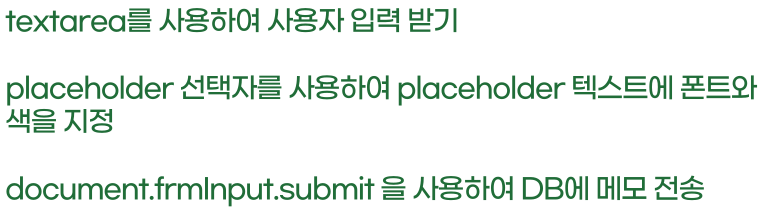 textarea를 사용하여 사용자 입력 받기
placeholder 선택자를 사용하여 placeholder 텍스트에 폰트와
색을 지정
document.frmInput.submit 을 사용하여 DB에 메모 전송